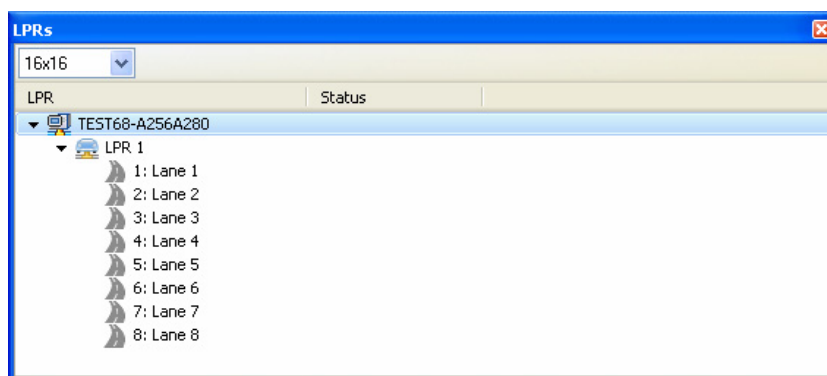 LPRs
16x16
LPR Status
TEST68-A256A280
LPR 1
1: Lane 1
2: Lane 2
3: Lane 3
4: Lane 4
5: Lane 5
6: Lane 6
7: Lane 7
8: Lane 8